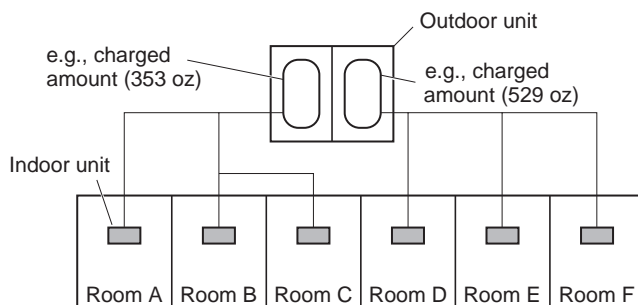 Outdoor unit
e.g., charged
amount (353 oz)
e.g., charged
amount (529 oz)
Indoor unit
Room A
Room B
Room C
Room D
Room E
Room F